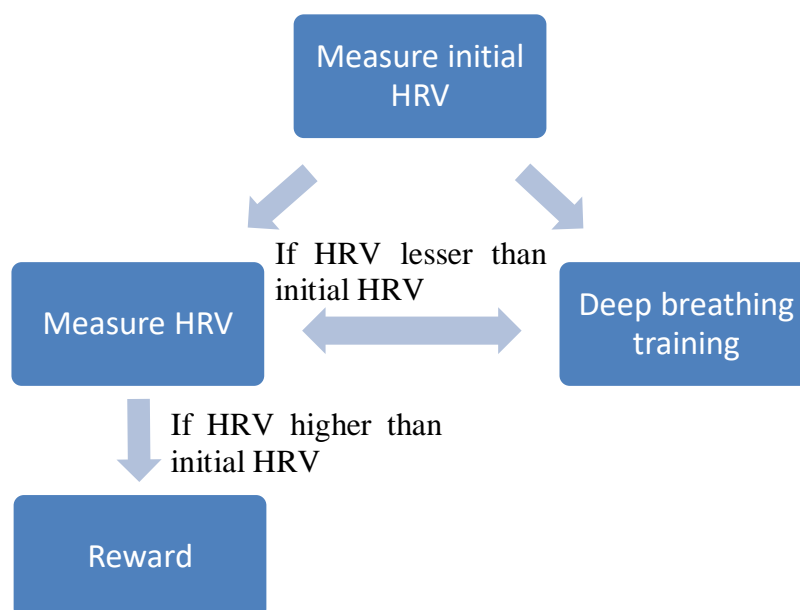 Measure initial
HRV
If HRV lesser than
initial HRV
Measure HRV
Deep breathing
training
If HRV higher than
initial HRV
Reward